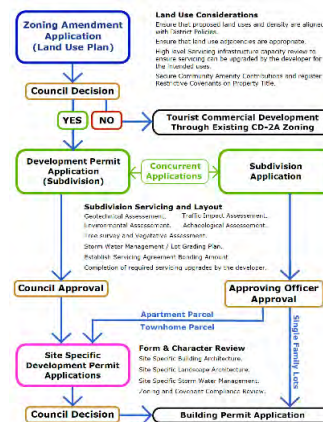 Zoning Amendment
Application
(Land Use Plan)
Land Use Considerations
Ensure that proposed land uses and density are aligned
with District Policies.
Ensure that land use adjacencies are appropriate.
High level Servicing infrastructure capacity review to
ensure servicing can be upgraded by the developer for
the intended uses.
Secure Community Amenity Contributions and register
Restrictive Covenants on Property Title.
Council Decision
YES
NO
Tourist Commercial Development
Through Existing CD-2A Zoning
Development Permit
Application
(Subdivision)
Concurrent
Applications
Subdivision
Application
Subdivision Servicing and Layout
Geotechnical Assessment.
Traffic Impact Assessment.
Environmental Assessment.
Achaeological Assessment.
Tree survey and Vegetative Assessment.
Storm Water Management / Lot Grading Plan.
Establish Servicing Agreement Bonding Amount
Completion of required servicing upgrades by the developer.
Council Approval
Approving Officer
Approval
Apartment Parcel
Townhome Parcel
Single Family Lots
Site Specific
Development Permit
Applications
Form & Character Review
Site Specific Building Architecture.
Site Specific Landscape Architecture.
Site Specific Storm Water Management.
Zoning and Covenant Compliance Review.
Council Decision
Building Permit Application